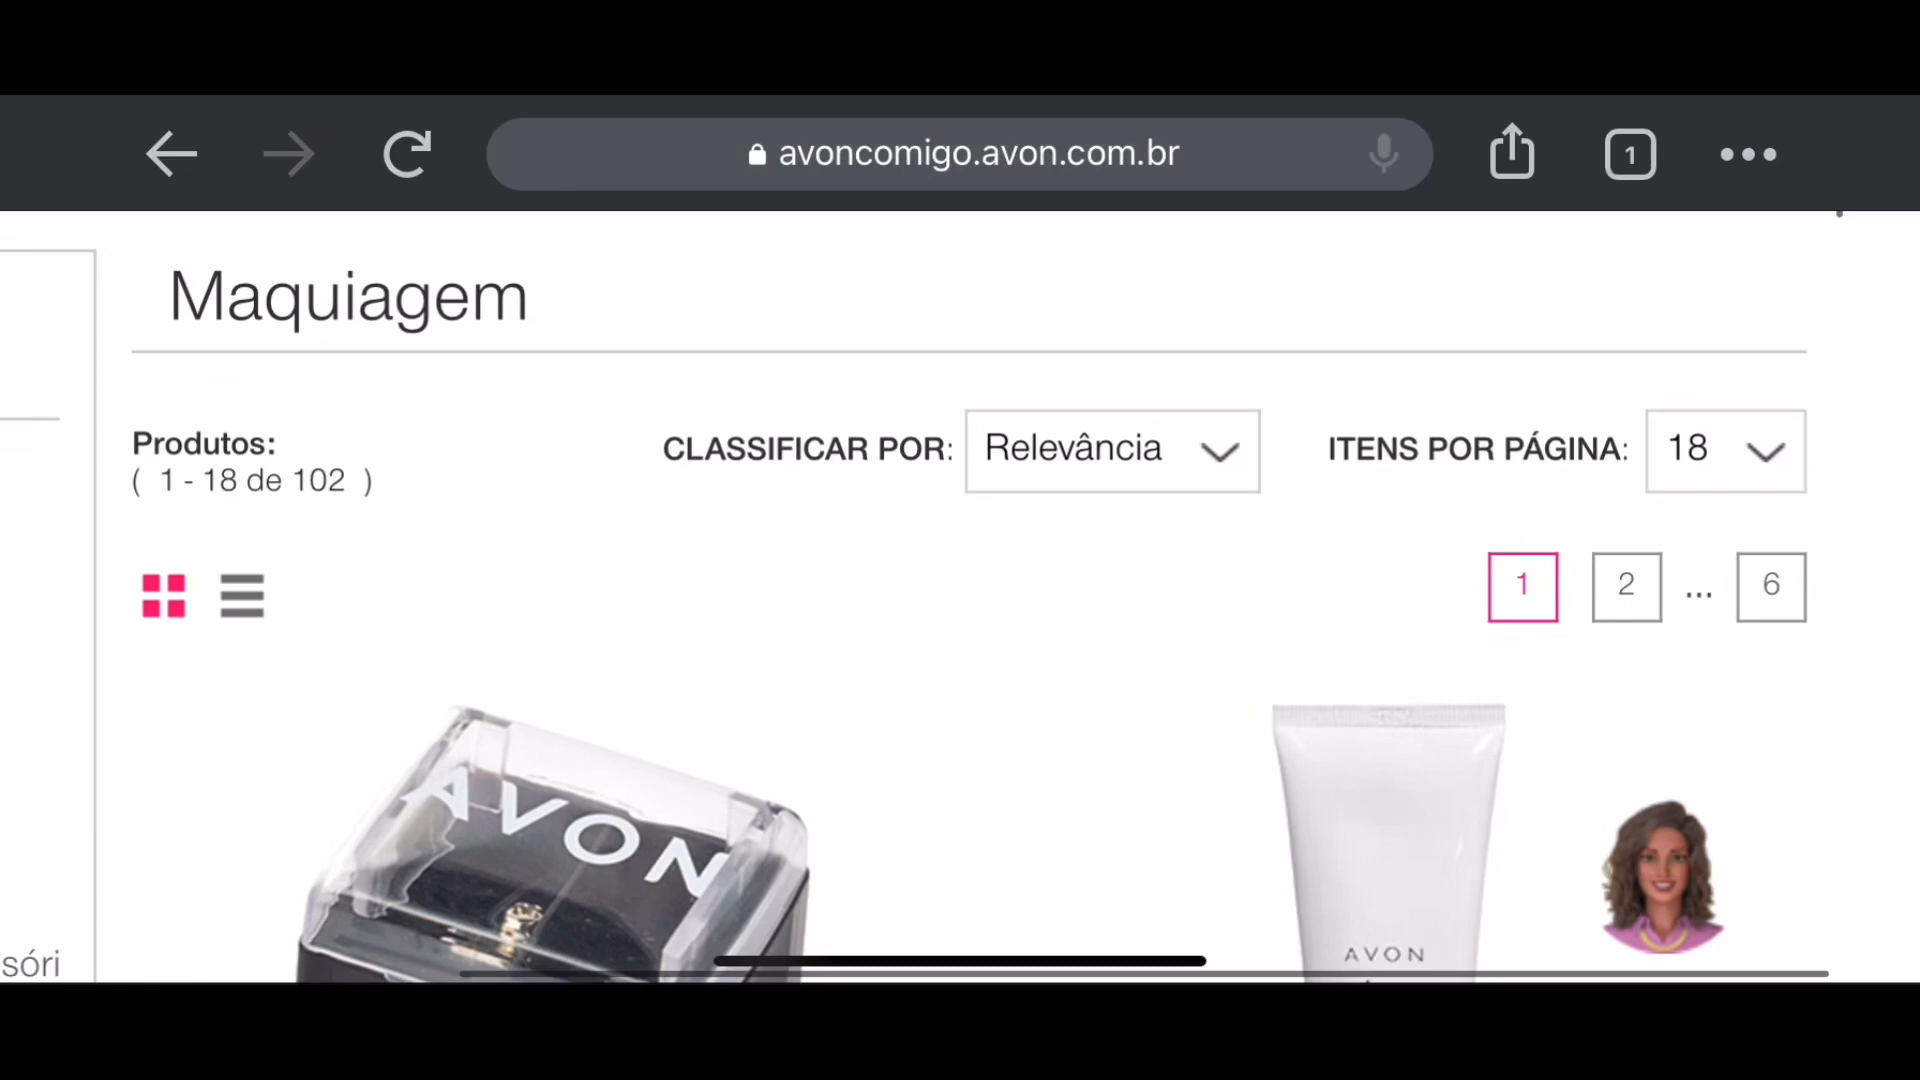 avoncomigo.avon.com.br
1
Maquiagem
Produtos:
( 1 - 18 de 102 )
CLASSIFICAR POR: Relevância
ITENS POR PÁGINA: 18
1 2 ... 6
AVON
AVON
sóri